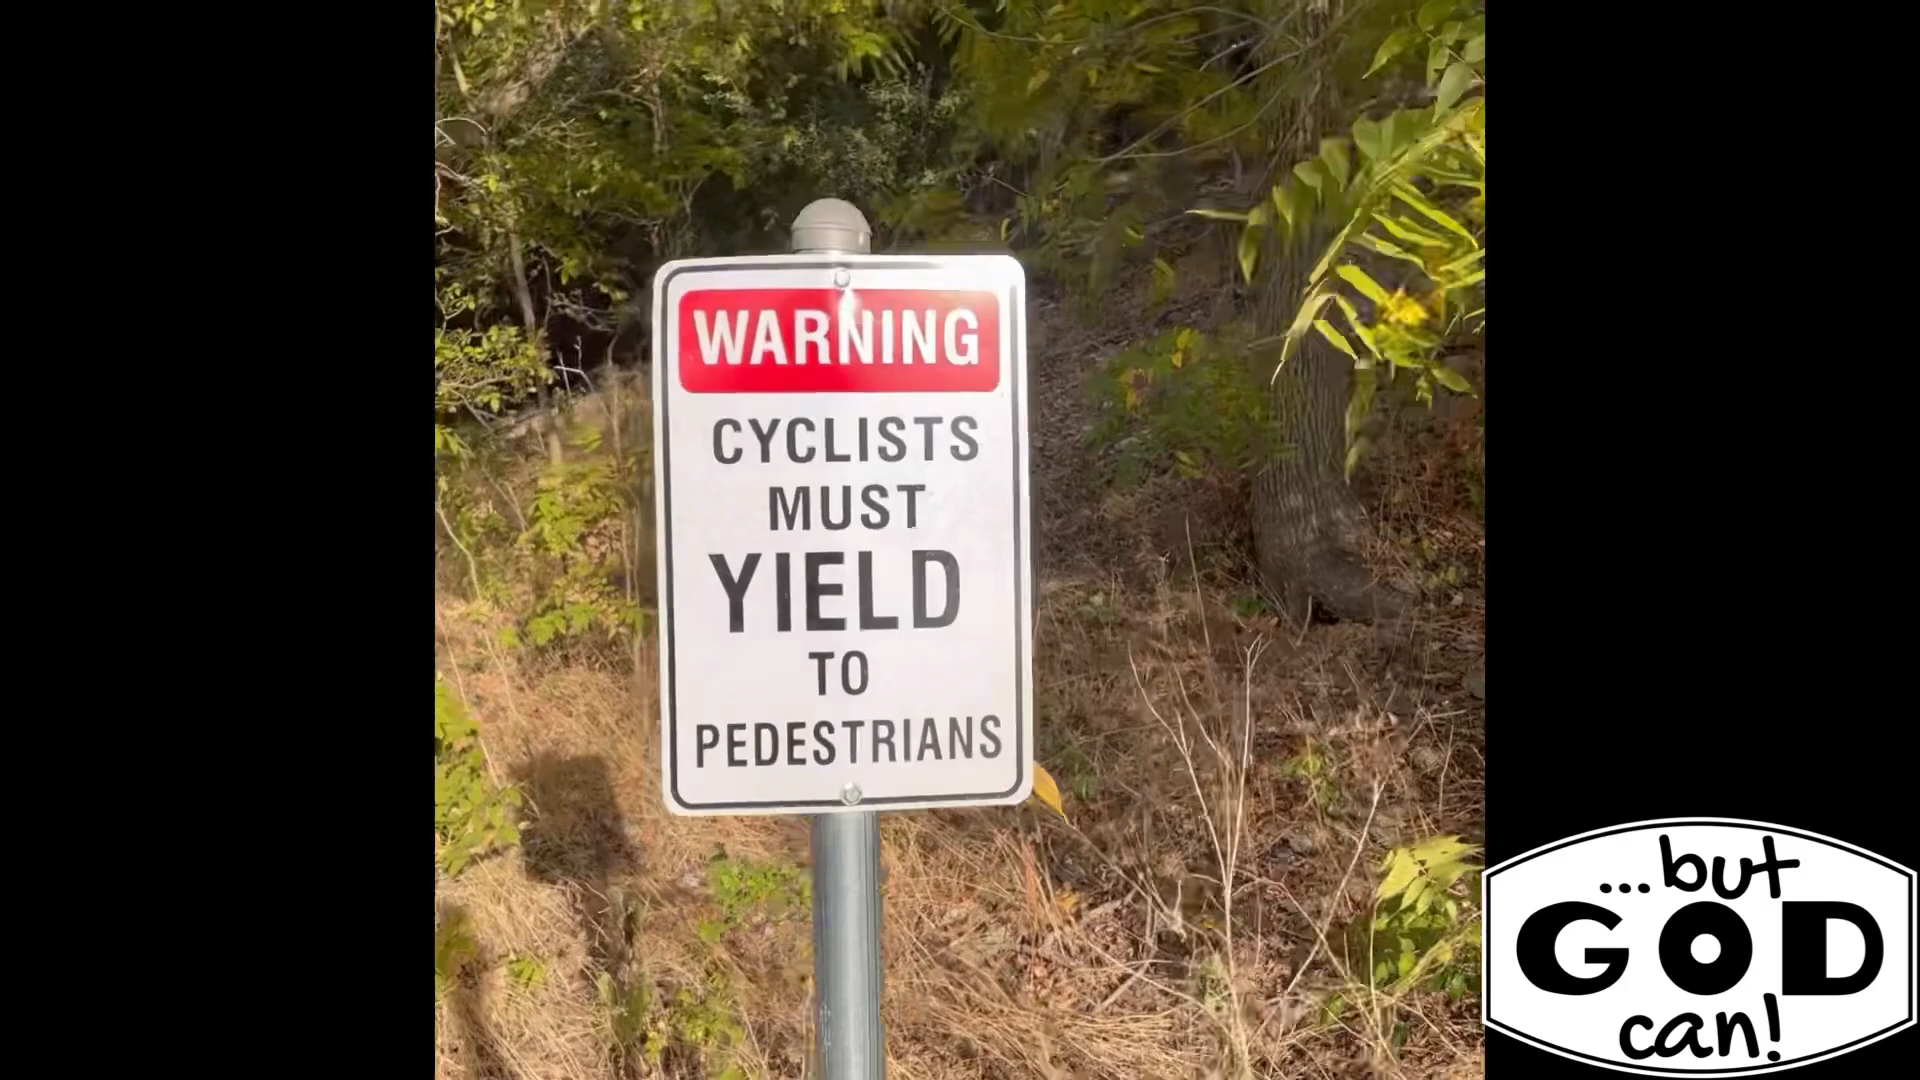 WARNING
CYCLISTS
MUST
YIELD
TO
PEDESTRIANS
...but
GOD
can!